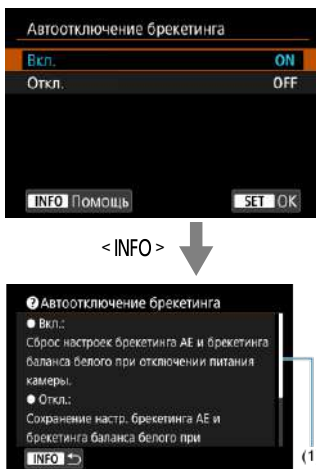 Автоотключение брекетинга
Вкл. ON
Откл. OFF
INFO Помощь SET OK
<INFO>
Автоотключение брекетинга
● Вкл.:
Сброс настроек брекетинга AE и брекетинга
баланса белого при отключении питания
камеры.
● Откл.:
Сохранение настр. брекетинга AE и
брекетинга баланса белого при
INFO
(1